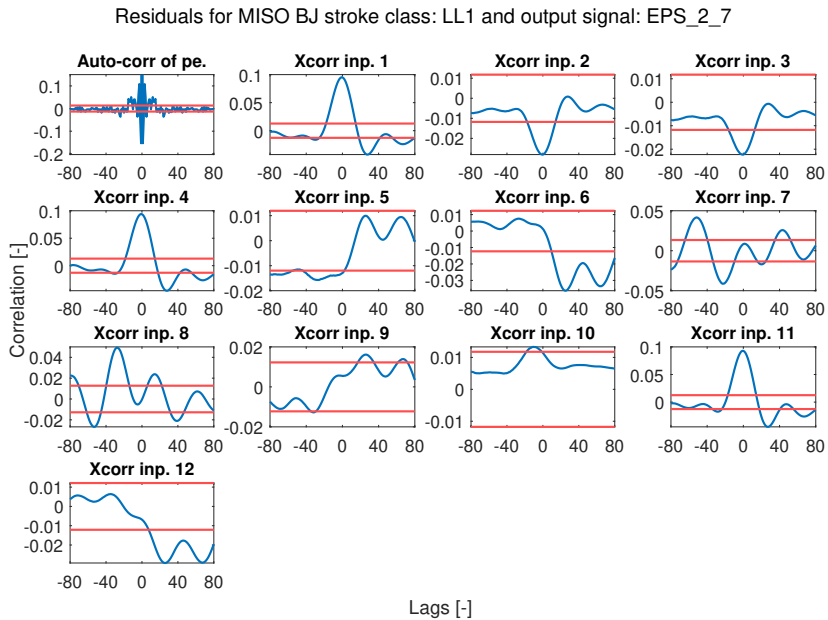 Residuals for MISO BJ stroke class: LL1 and output signal: EPS_2_7
Auto-corr of pe.
0.1
0
-0.1
-0.2
-80 -40 0 40 80
Xcorr inp. 1
0.1
0.05
0
-80 -40 0 40 80
Xcorr inp. 2
0.01
0
-0.01
-0.02
-80 -40 0 40 80
Xcorr inp. 3
0.01
0
-0.01
-0.02
-80 -40 0 40 80
Xcorr inp. 4
0.1
0.05
0
-80 -40 0 40 80
Xcorr inp. 5
0.01
0
-0.01
-0.02
-80 -40 0 40 80
Xcorr inp. 6
0.01
0
-0.01
-0.02
-0.03
-80 -40 0 40 80
Xcorr inp. 7
0.05
0
-0.05
-80 -40 0 40 80
Xcorr inp. 8
0.04
0.02
0
-0.02
-80 -40 0 40 80
Xcorr inp. 9
0.02
0
-0.02
-80 -40 0 40 80
Xcorr inp. 10
0.01
0
-0.01
-80 -40 0 40 80
Xcorr inp. 11
0.1
0.05
0
-80 -40 0 40 80
Xcorr inp. 12
0.01
0
-0.01
-0.02
-80 -40 0 40 80
Correlation [-]
Lags [-]